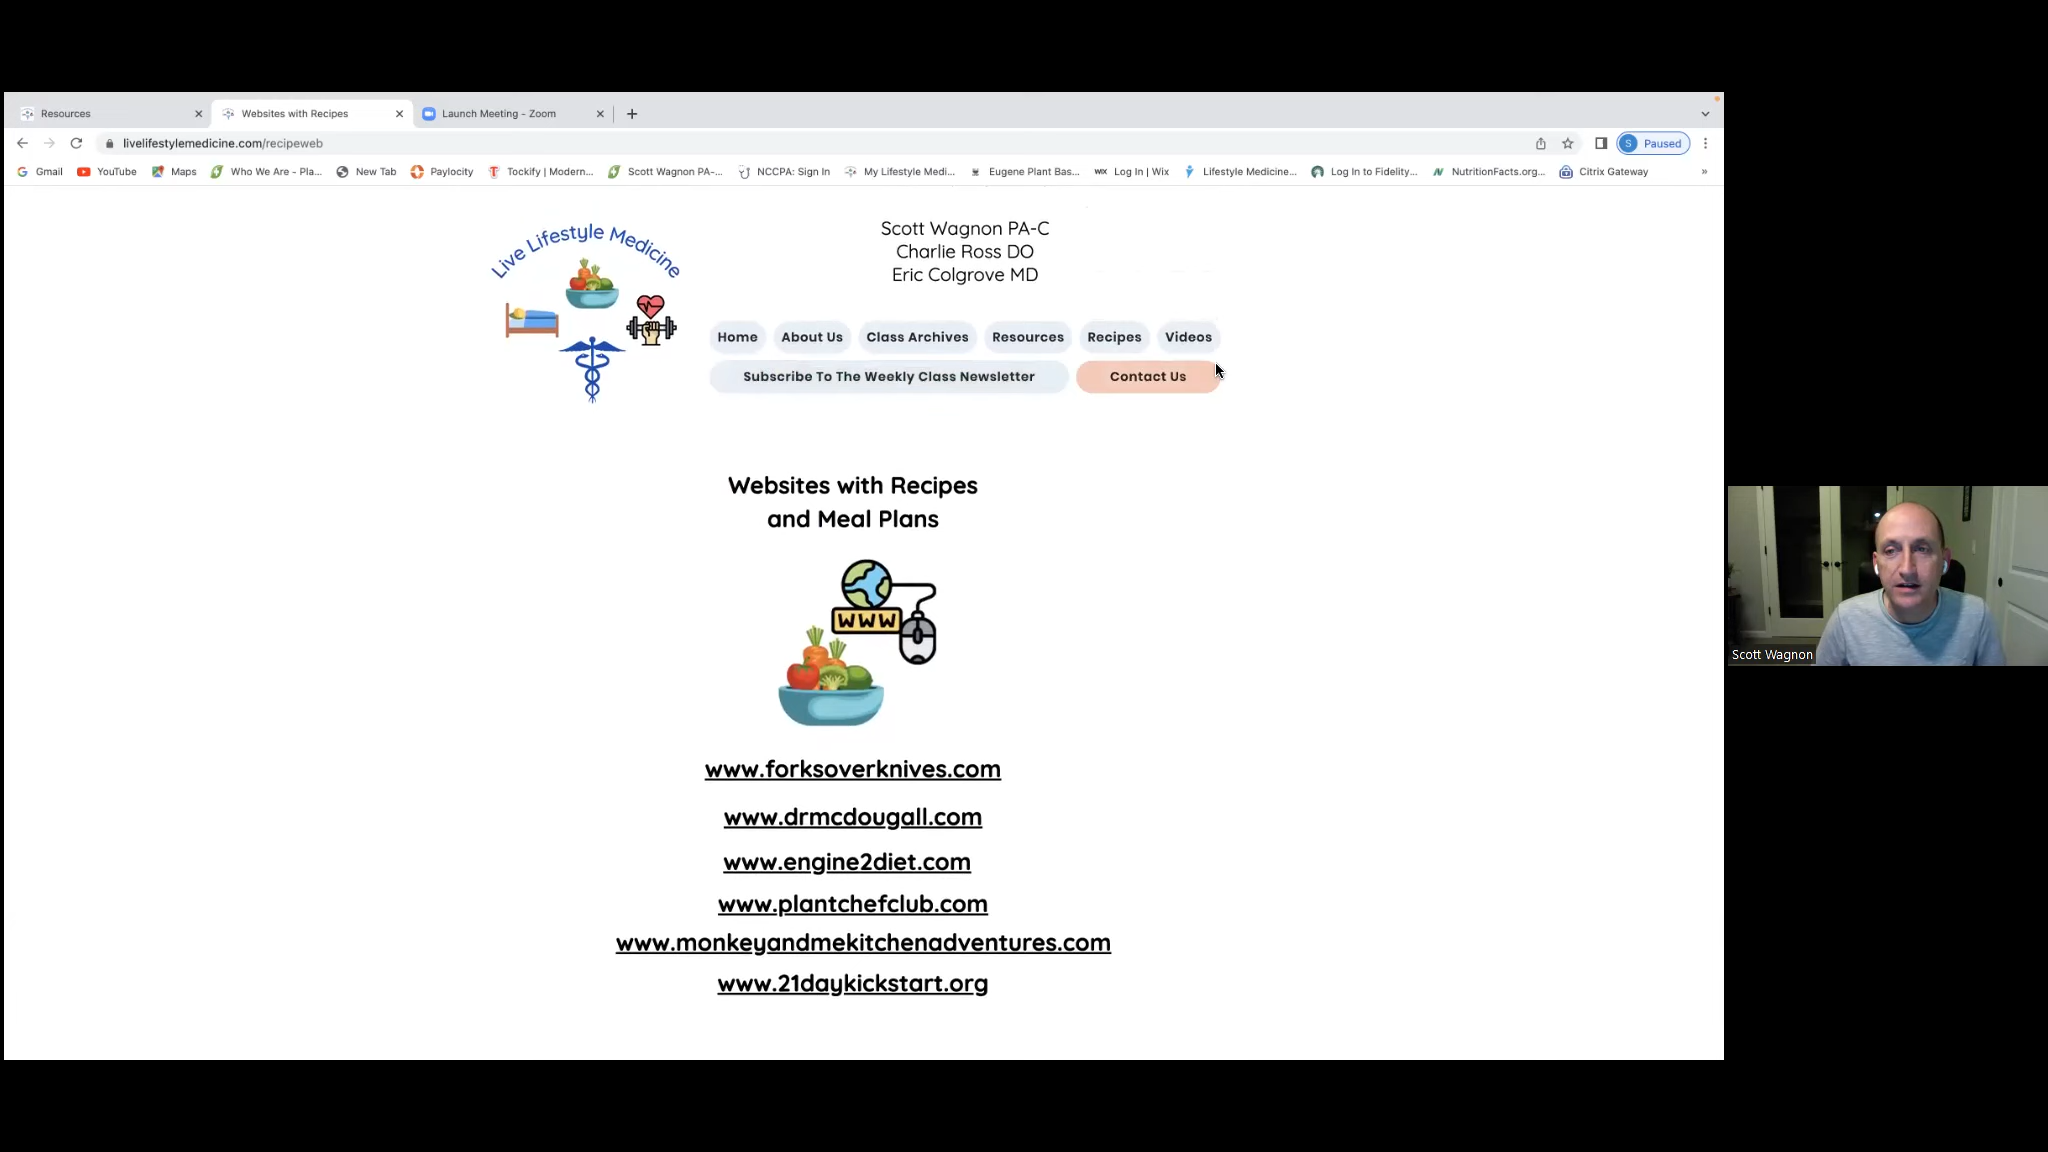 Resources
Websites with Recipes
Launch Meeting - Zoom
livelifestylemedicine.com/recipeweb
S Paused
Gmail
YouTube
Maps
Who We Are - Pla...
New Tab
Paylocity
Tockify | Modern...
Scott Wagnon PA-...
NCCPA: Sign In
My Lifestyle Medi...
Eugene Plant Bas...
WIX Log In | Wix
Lifestyle Medicine...
Log In to Fidelity...
NutritionFacts.org...
Citrix Gateway
»
Live Lifestyle Medicine
Scott Wagnon PA-C
Charlie Ross DO
Eric Colgrove MD
Home
About Us
Class Archives
Resources
Recipes
Videos
Subscribe To The Weekly Class Newsletter
Contact Us
Websites with Recipes
and Meal Plans
WWW
www.forksoverknives.com
www.drmcdougall.com
www.engine2diet.com
www.plantchefclub.com
www.monkeyandmekitchenadventures.com
www.21daykickstart.org
Scott Wagnon